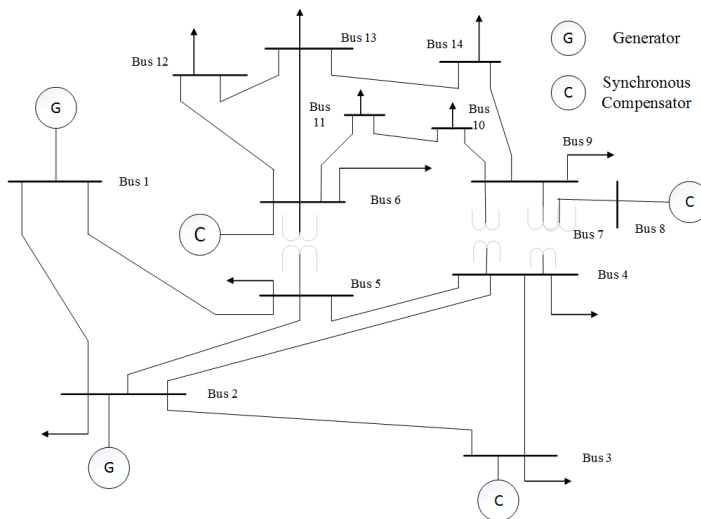 Bus 13
Bus 14
G
Generator
Bus 12
C
Synchronous
Compensator
Bus
11
Bus
10
G
Bus 9
Bus 1
Bus 6
C
Bus 7
Bus 8
C
Bus 5
Bus 4
Bus 2
G
Bus 3
C